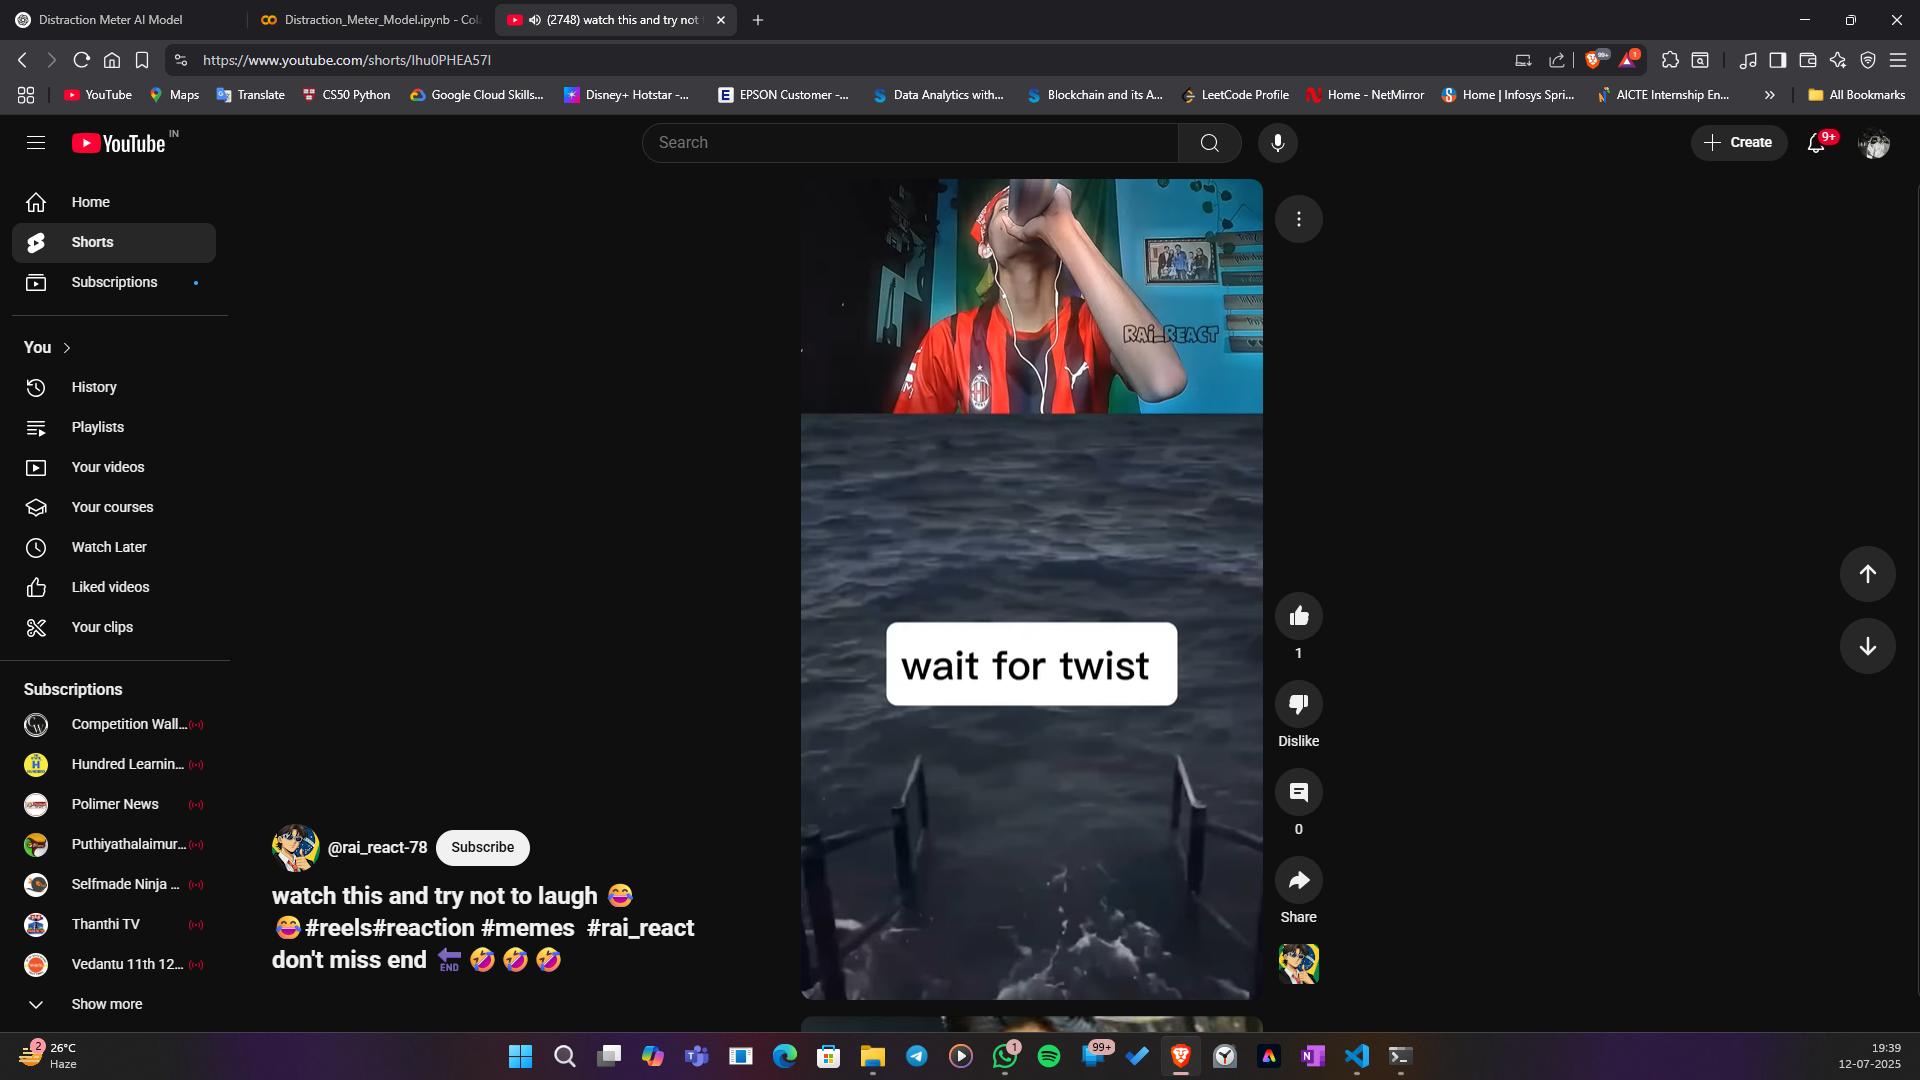 Distraction Meter AI Model
Distraction_Meter_Model.ipynb - Col
(2748) watch this and try not
https://www.youtube.com/shorts/Ihu0PHEA57I
99+
1
YouTube
Maps
Translate
CS50 Python
Google Cloud Skills...
Disney+ Hotstar -...
EPSON Customer -...
Data Analytics with...
Blockchain and its A...
LeetCode Profile
Home - NetMirror
Home | Infosys Spri...
AICTE Internship En...
All Bookmarks
YouTube IN
Search
Create
9+
Home
Shorts
Subscriptions
You
History
Playlists
Your videos
Your courses
Watch Later
Liked videos
Your clips
Subscriptions
Competition Wall...
Hundred Learnin...
Polimer News
Puthiyathalaimur...
Selfmade Ninja ...
Thanthi TV
Vedantu 11th 12...
Show more
RAi_REACT
wait for twist
@rai_react-78
Subscribe
watch this and try not to laugh 😂
😂#reels#reaction #memes #rai_react
don't miss end 🔚 🤣 🤣 🤣
1
Dislike
0
Share
2
26°C
Haze
1
99+
19:39
12-07-2025